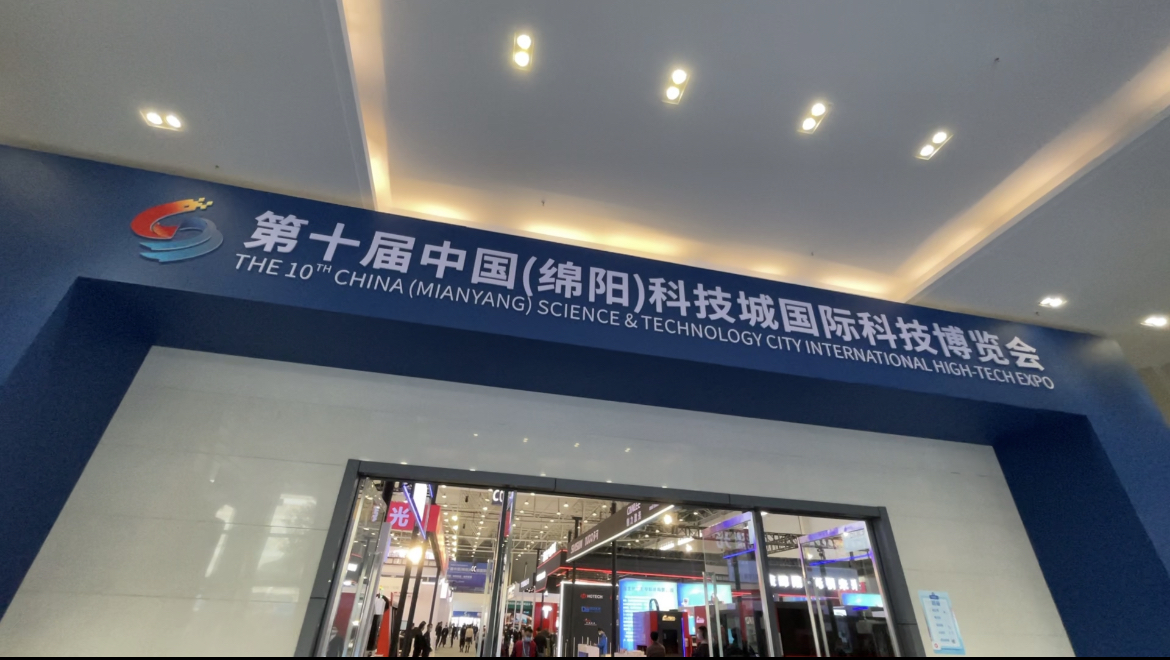 第十届中国(绵阳)科技城国际科技博览会
THE 10TH CHINA (MIANYANG) SCIENCE & TECHNOLOGY CITY INTERNATIONAL HIGH-TECH EXPO
光